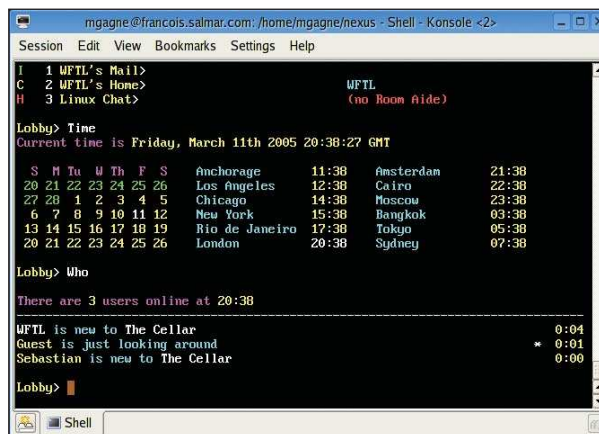 mgagne@francois.salmar.com: /home/mgagne/nexus - Shell - Konsole <2>
Session Edit View Bookmarks Settings Help
I 1 WFTL's Mail>
C 2 WFTL's Home> WFTL
H 3 Linux Chat> (no Room Aide)
Lobby> Time
Current time is Friday, March 11th 2005 20:38:27 GMT
S M Tu W Th F S Anchorage 11:38 Amsterdam 21:38
20 21 22 23 24 25 26 Los Angeles 12:38 Cairo 22:38
27 28 1 2 3 4 5 Chicago 14:38 Moscow 23:38
6 7 8 9 10 11 12 New York 15:38 Bangkok 03:38
13 14 15 16 17 18 19 Rio de Janeiro 17:38 Tokyo 05:38
20 21 22 23 24 25 26 London 20:38 Sydney 07:38
Lobby> Who
There are 3 users online at 20:38
WFTL is new to The Cellar 0:04
Guest is just looking around * 0:01
Sebastian is new to The Cellar 0:00
Lobby>
Shell